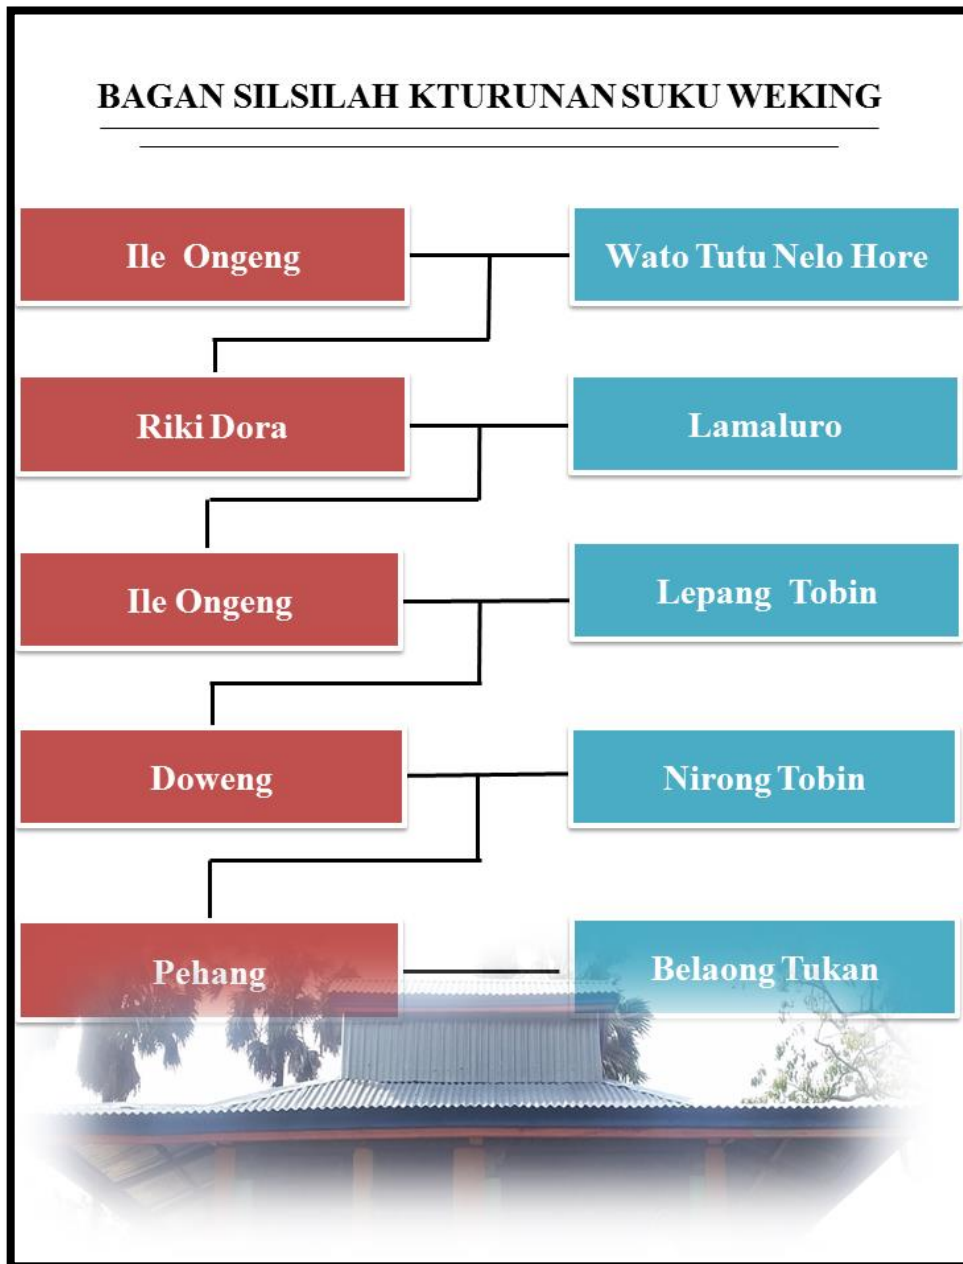 BAGAN SILSILAH KTURUNAN SUKU WEKING
Ile Ongeng
Wato Tutu Nelo Hore
Riki Dora
Lamaluro
Ile Ongeng
Lepang Tobin
Doweng
Nirong Tobin
Pehang
Belaong Tukan